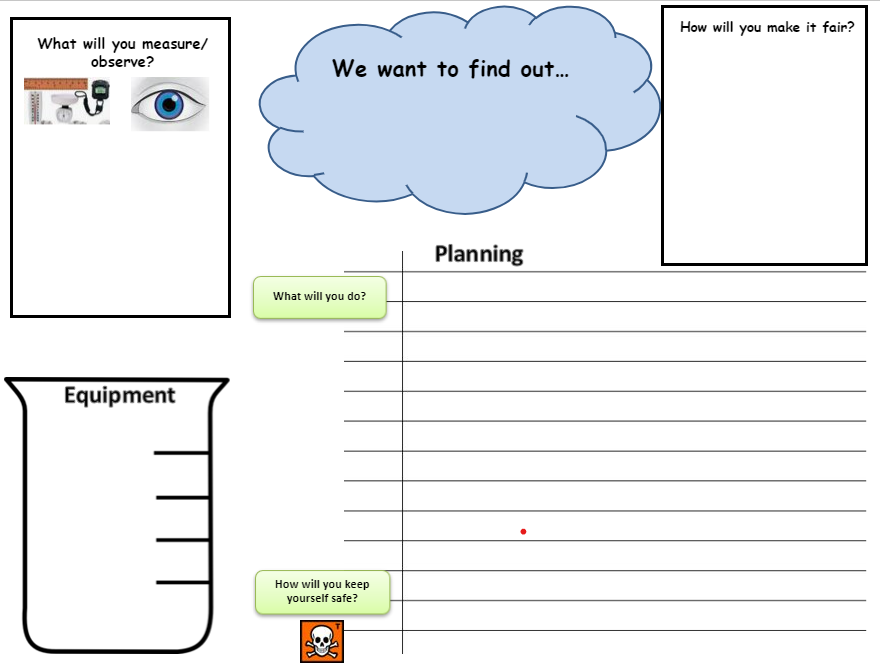 What will you measure/
observe?
We want to find out...
How will you make it fair?
Planning
What will you do?
Equipment
How will you keep
yourself safe?
T